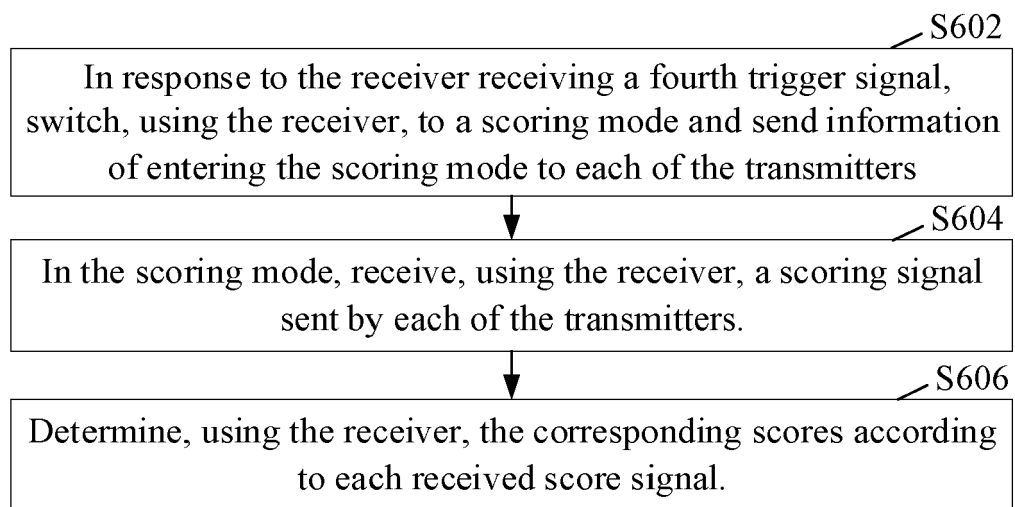 S602
In response to the receiver receiving a fourth trigger signal,
switch, using the receiver, to a scoring mode and send information
of entering the scoring mode to each of the transmitters
S604
In the scoring mode, receive, using the receiver, a scoring signal
sent by each of the transmitters.
S606
Determine, using the receiver, the corresponding scores according
to each received score signal.